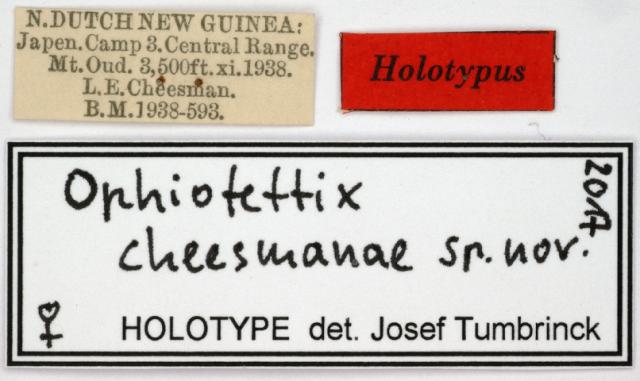 N. DUTCH NEW GUINEA:
Japen. Camp 3. Central Range.
Mt. Oud. 3,500ft. xi. 1938.
L.E. Cheesman.
B.M. 1938-593.
Holotypus
Ophiotettix
cheesmanae sp. nov.
2017
♀ HOLOTYPE det. Josef Tumbrinck